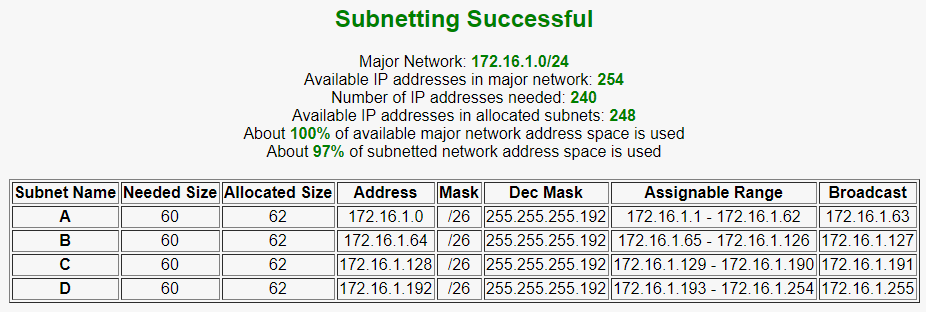 Subnetting Successful
Major Network: 172.16.1.0/24
Available IP addresses in major network: 254
Number of IP addresses needed: 240
Available IP addresses in allocated subnets: 248
About 100% of available major network address space is used
About 97% of subnetted network address space is used
Subnet Name Needed Size Allocated Size Address Mask Dec Mask Assignable Range Broadcast
A 60 62 172.16.1.0 /26 255.255.255.192 172.16.1.1 - 172.16.1.62 172.16.1.63
B 60 62 172.16.1.64 /26 255.255.255.192 172.16.1.65 - 172.16.1.126 172.16.1.127
C 60 62 172.16.1.128 /26 255.255.255.192 172.16.1.129 - 172.16.1.190 172.16.1.191
D 60 62 172.16.1.192 /26 255.255.255.192 172.16.1.193 - 172.16.1.254 172.16.1.255